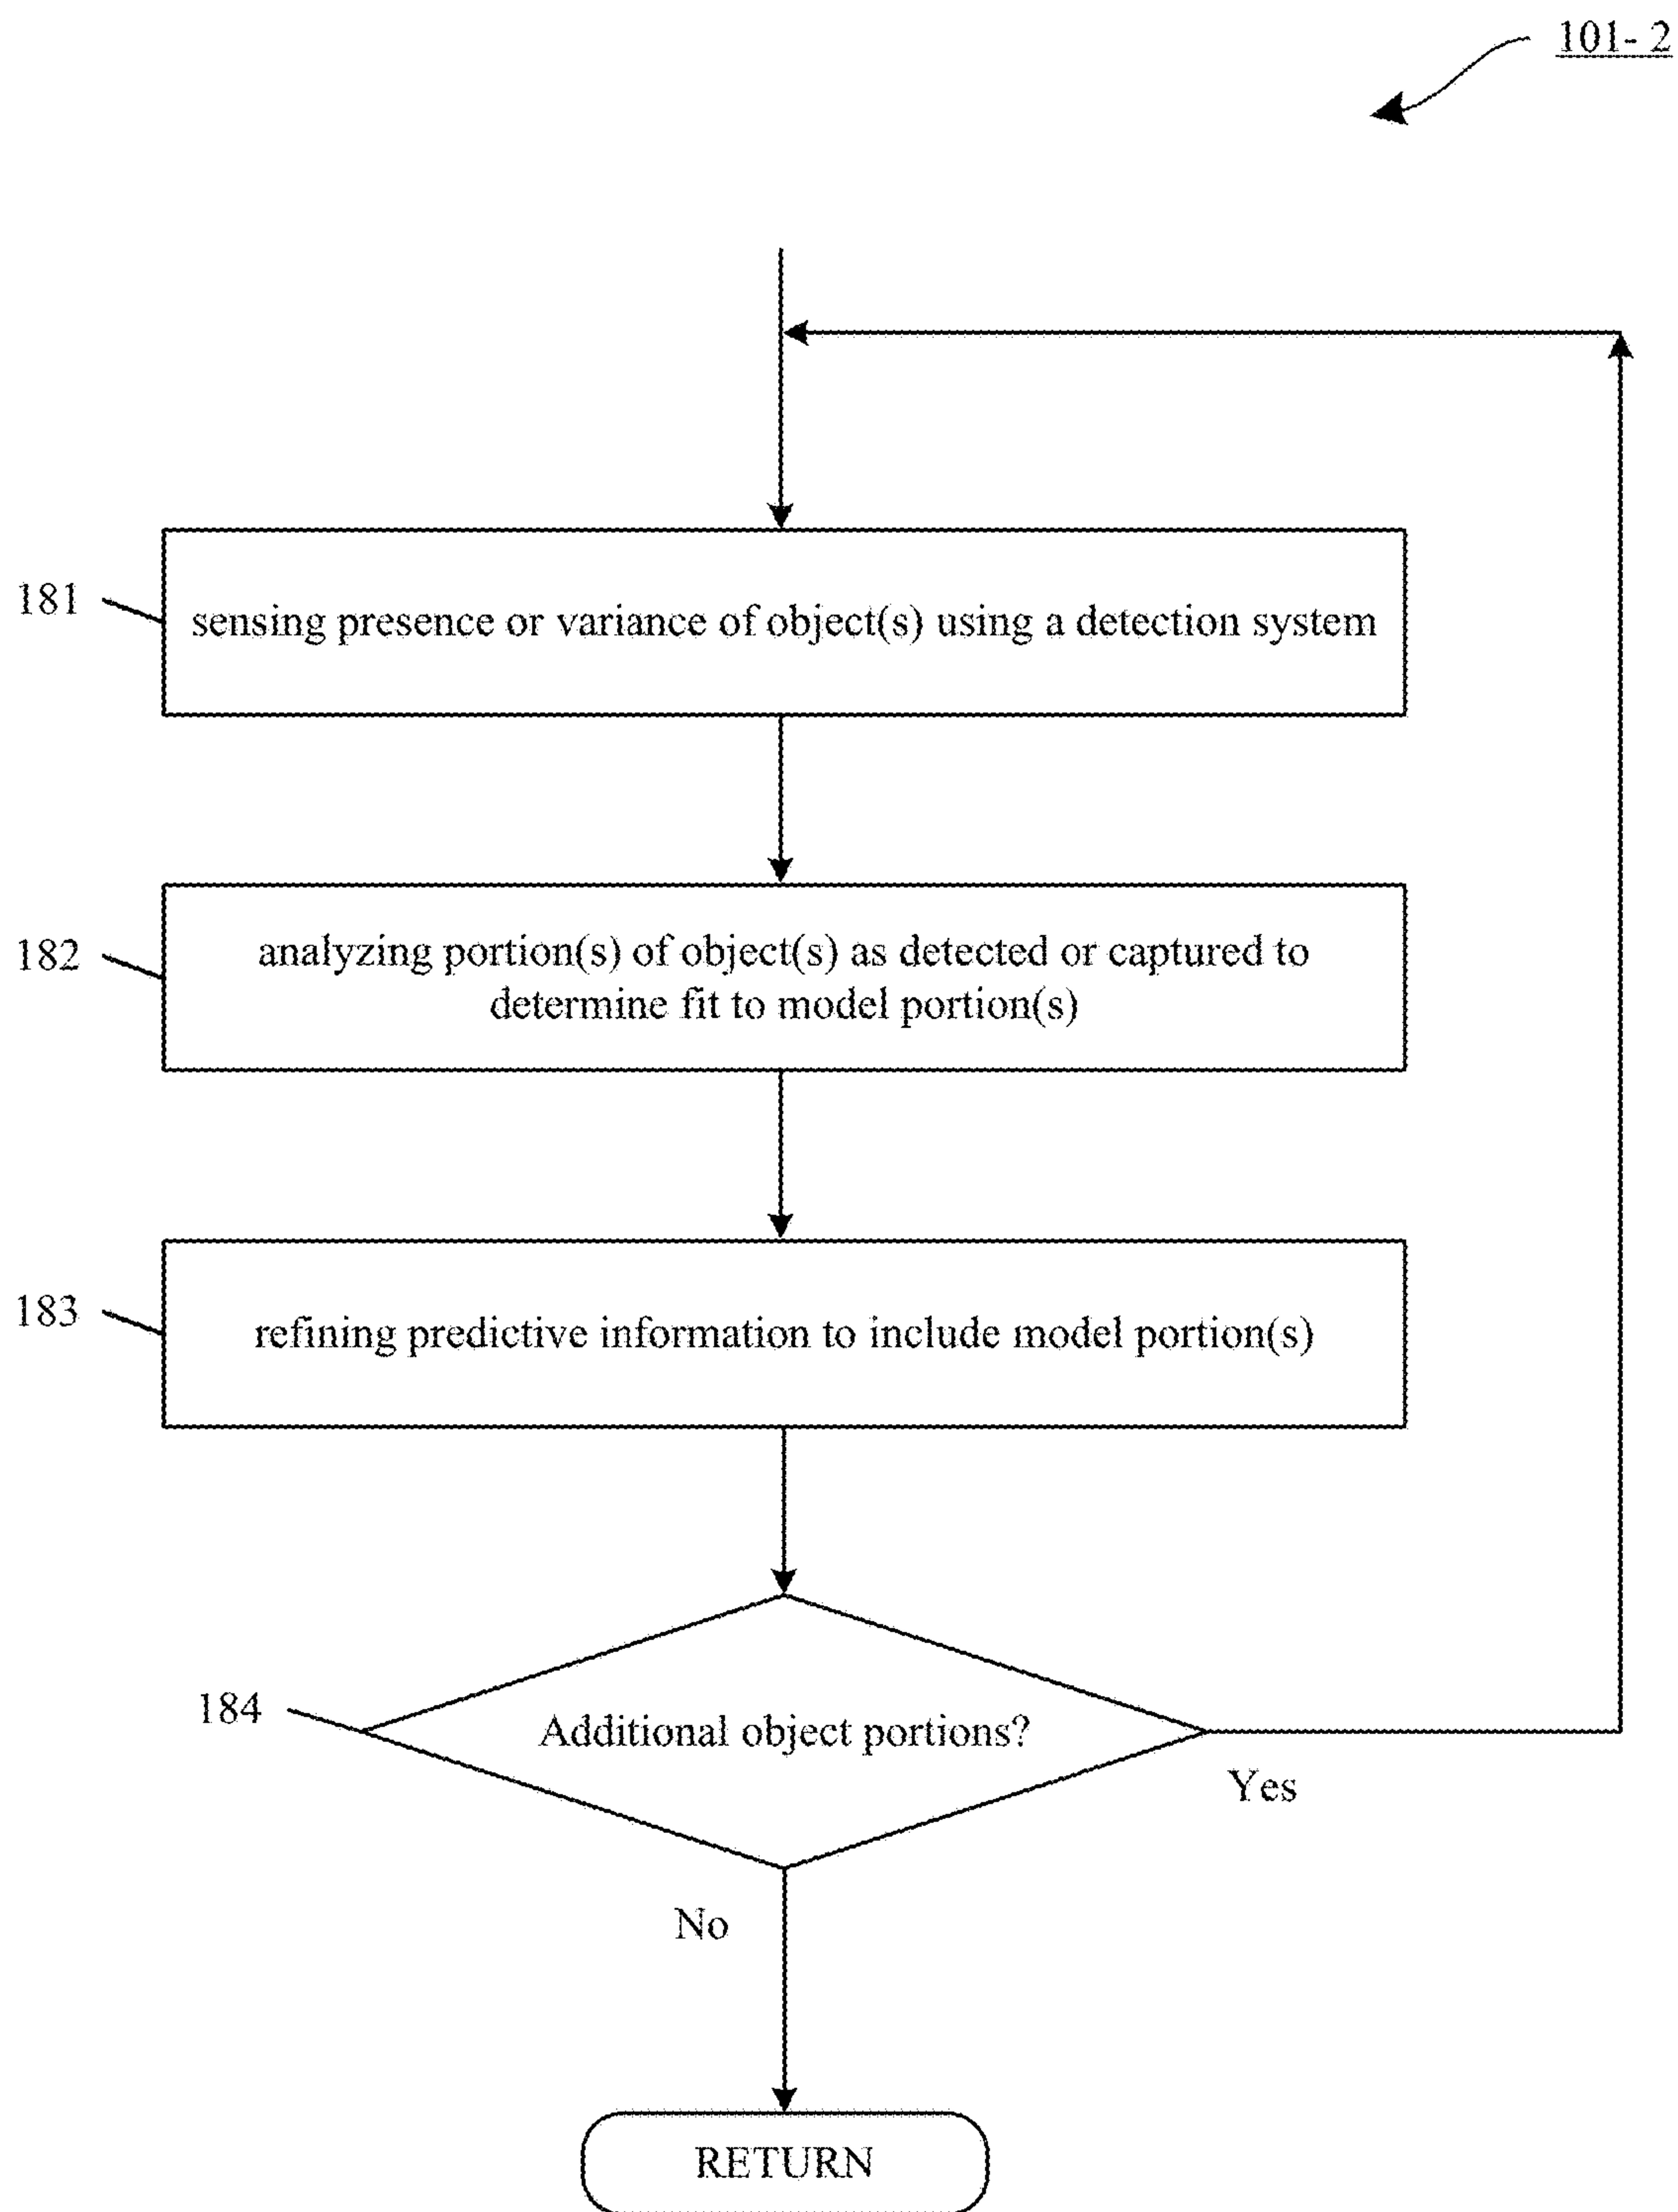 101- 2
181
sensing presence or variance of object(s) using a detection system
182
analyzing portion(s) of object(s) as detected or captured to
determine fit to model portion(s)
183
refining predictive information to include model portion(s)
184
Additional object portions?
Yes
No
RETURN